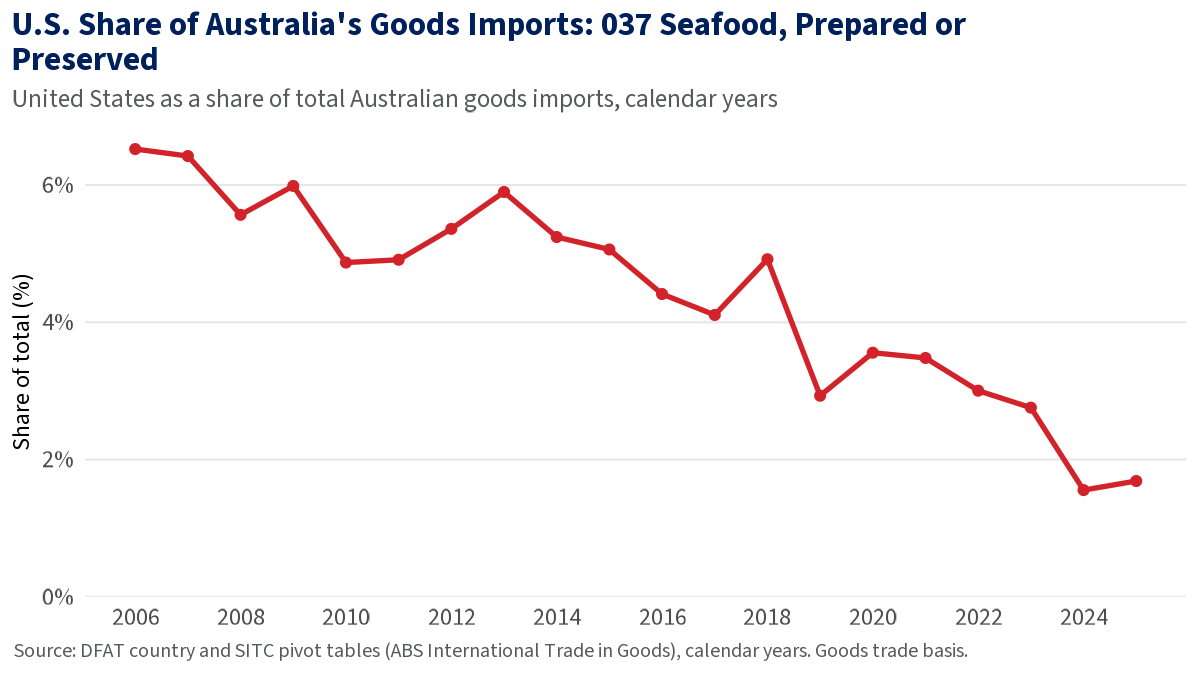 U.S. Share of Australia's Goods Imports: 037 Seafood, Prepared or
Preserved
United States as a share of total Australian goods imports, calendar years
Share of total (%)
6%
4%
2%
0%
2006 2008 2010 2012 2014 2016 2018 2020 2022 2024
Source: DFAT country and SITC pivot tables (ABS International Trade in Goods), calendar years. Goods trade basis.